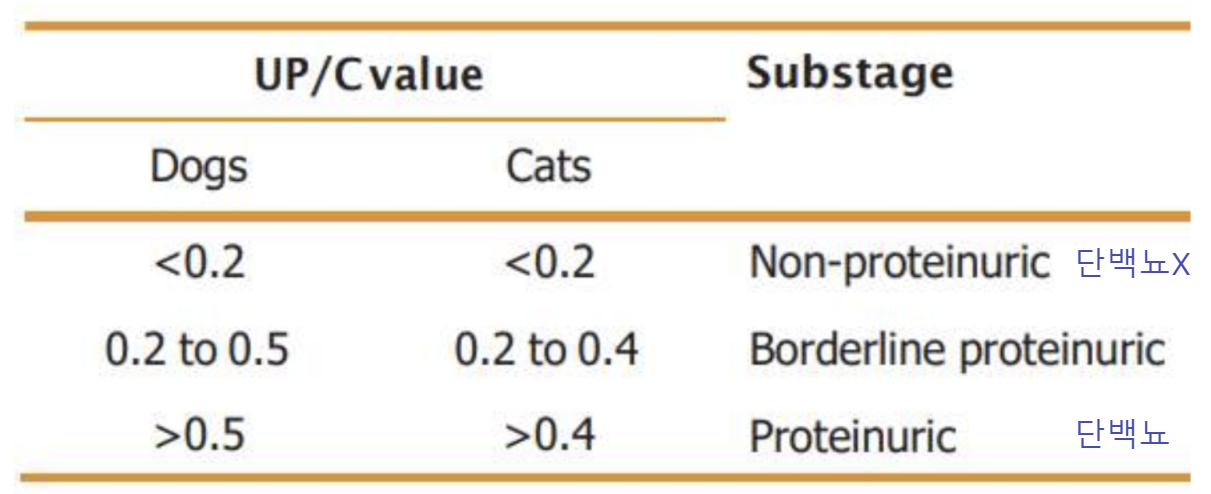 UP/C value Substage
Dogs Cats
<0.2 <0.2 Non-proteinuric 단백뇨X
0.2 to 0.5 0.2 to 0.4 Borderline proteinuric
>0.5 >0.4 Proteinuric 단백뇨